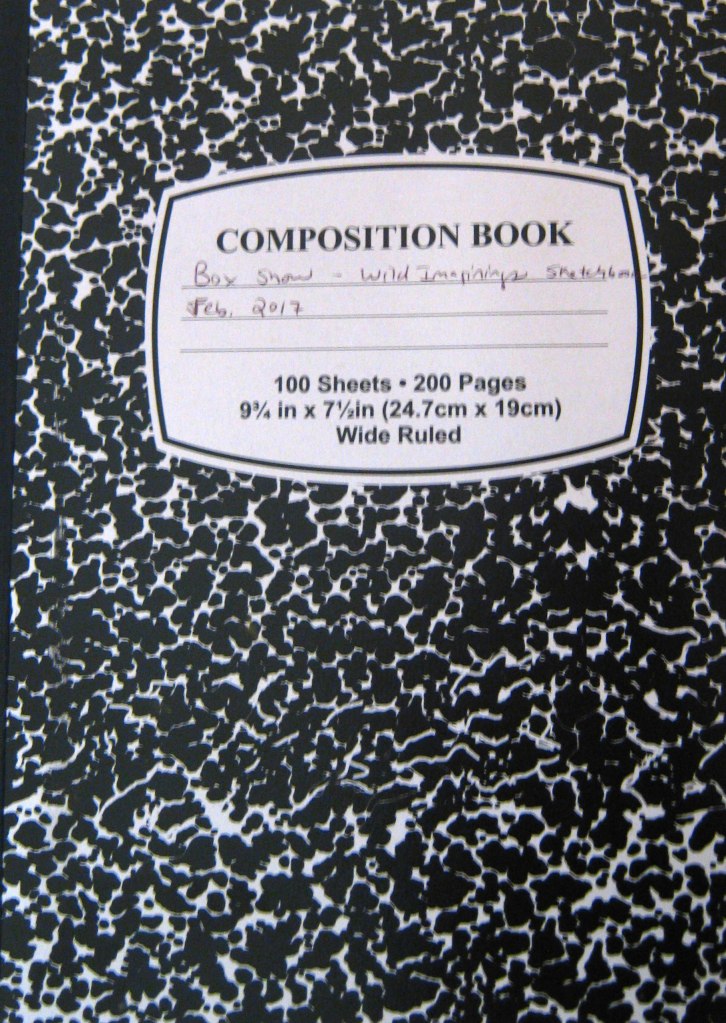 COMPOSITION BOOK
Box Show - Wild Imaginings Sketchbook
Feb. 2017
100 Sheets • 200 Pages
9¾ in x 7½in (24.7cm x 19cm)
Wide Ruled